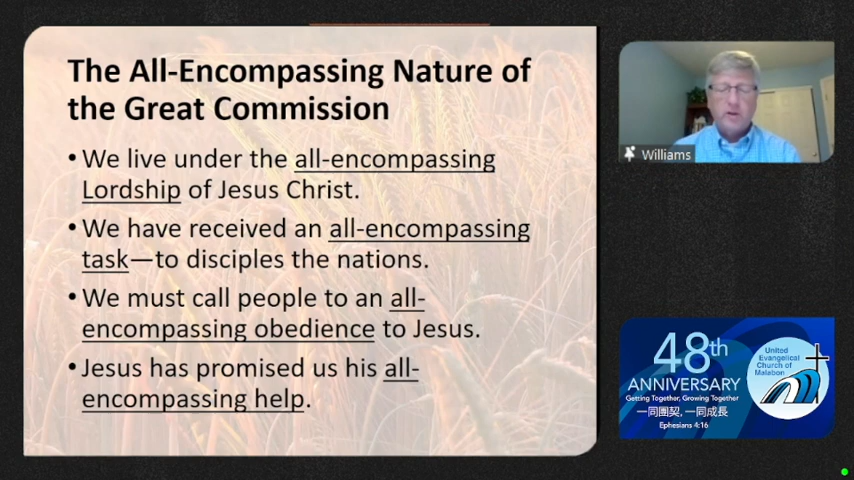 The All-Encompassing Nature of
the Great Commission
• We live under the all-encompassing
Lordship of Jesus Christ.
• We have received an all-encompassing
task—to disciples the nations.
• We must call people to an all-
encompassing obedience to Jesus.
• Jesus has promised us his all-
encompassing help.
Williams
48th
ANNIVERSARY
Getting Together, Growing Together
一同團契, 一同成長
Ephesians 4:16
United
Evangelical
Church of
Malabon